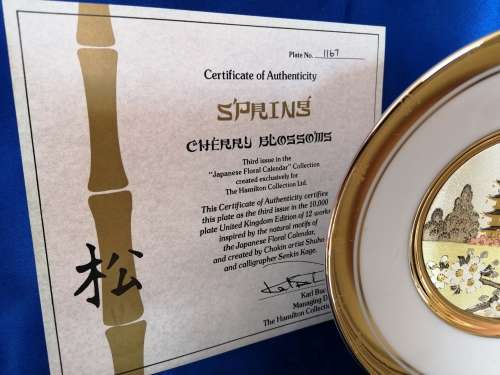 Plate No. 1167
Certificate of Authenticity
SPRING
CHERRY BLOSSOMS
Third issue in the
"Japanese Floral Calendar" Collection
created exclusively for
The Hamilton Collection Ltd.
This Certificate of Authenticity certifies
this plate as the third issue in the 10,000
plate United Kingdom Edition of 12 works
inspired by the natural motifs of
the Japanese Floral Calendar,
and created by Chokin artist Shuho
and calligrapher Senkin Kage.
Karl
Managing
The Hamilton Collection
松